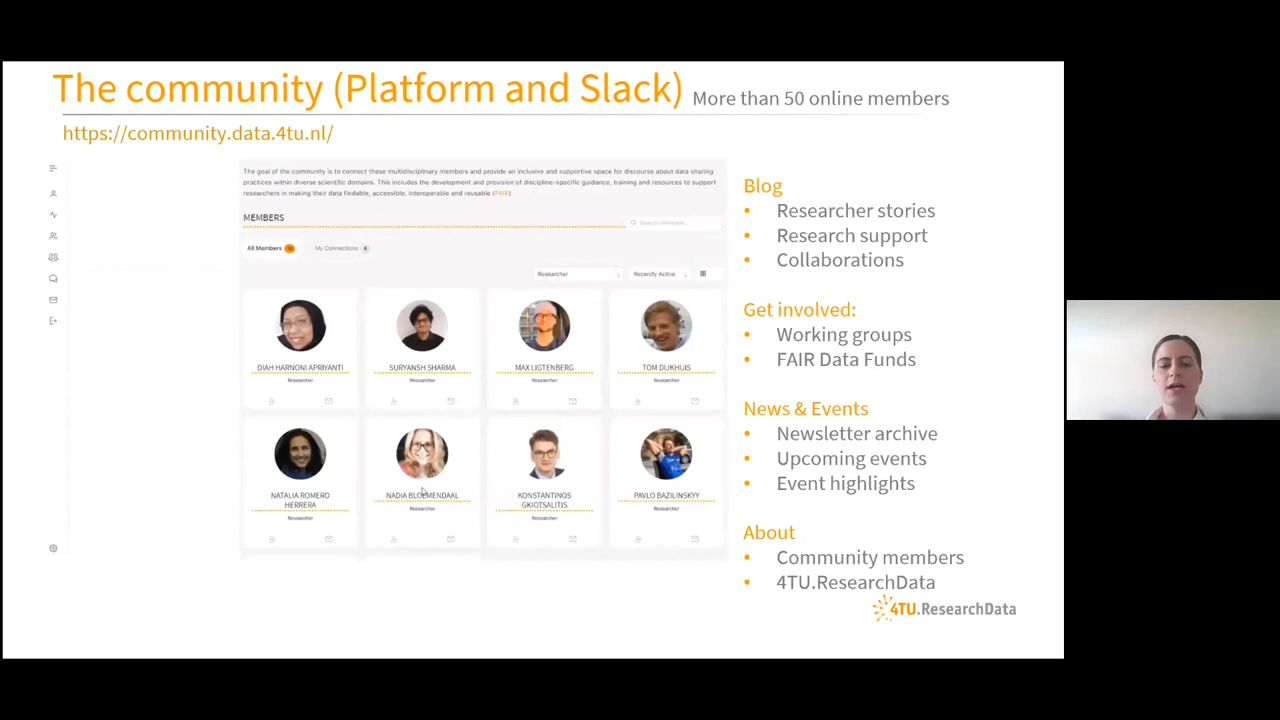 The community (Platform and Slack) More than 50 online members
https://community.data.4tu.nl/
The goal of the community is to connect these multidisciplinary members and provide an inclusive and supportive space for discourse about data sharing
practices within diverse scientific domains. This includes the development and provision of discipline-specific guidance, training and resources to support
researchers in making their data findable, accessible, interoperable and reusable (FAIR).
MEMBERS
Search Members...
All Members
My Connections 6
Researcher
Recently Active
DIAH HARNONI APRIYANTI
Researcher
SURYANSH SHARMA
Researcher
MAX LIGTENBERG
Researcher
TOM DIJKHUIS
Researcher
NATALIA ROMERO
HERRERA
Researcher
NADIA BLOEMENDAAL
Researcher
KONSTANTINOS
GKIOTSALITIS
Researcher
PAVLO BAZILINSKYY
Researcher
Blog
• Researcher stories
• Research support
• Collaborations
Get involved:
• Working groups
• FAIR Data Funds
News & Events
• Newsletter archive
• Upcoming events
• Event highlights
About
• Community members
• 4TU.ResearchData
4TU.ResearchData